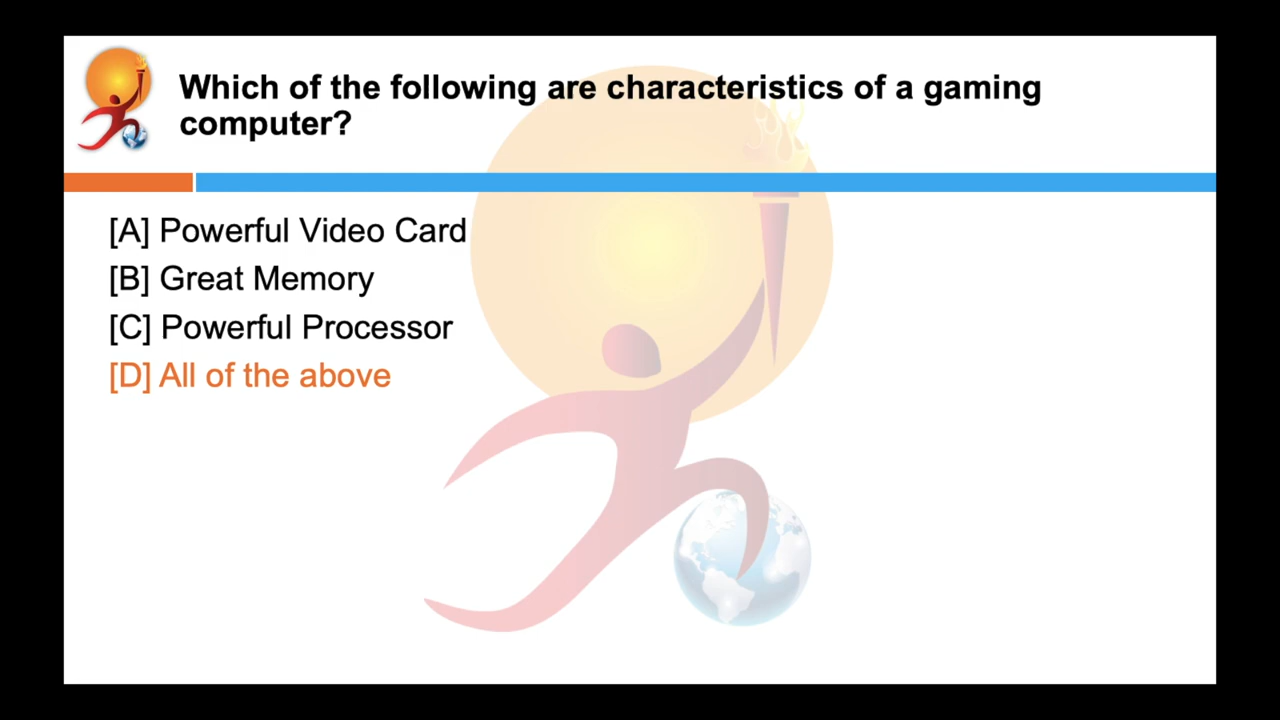 Which of the following are characteristics of a gaming
computer?
[A] Powerful Video Card
[B] Great Memory
[C] Powerful Processor
[D] All of the above